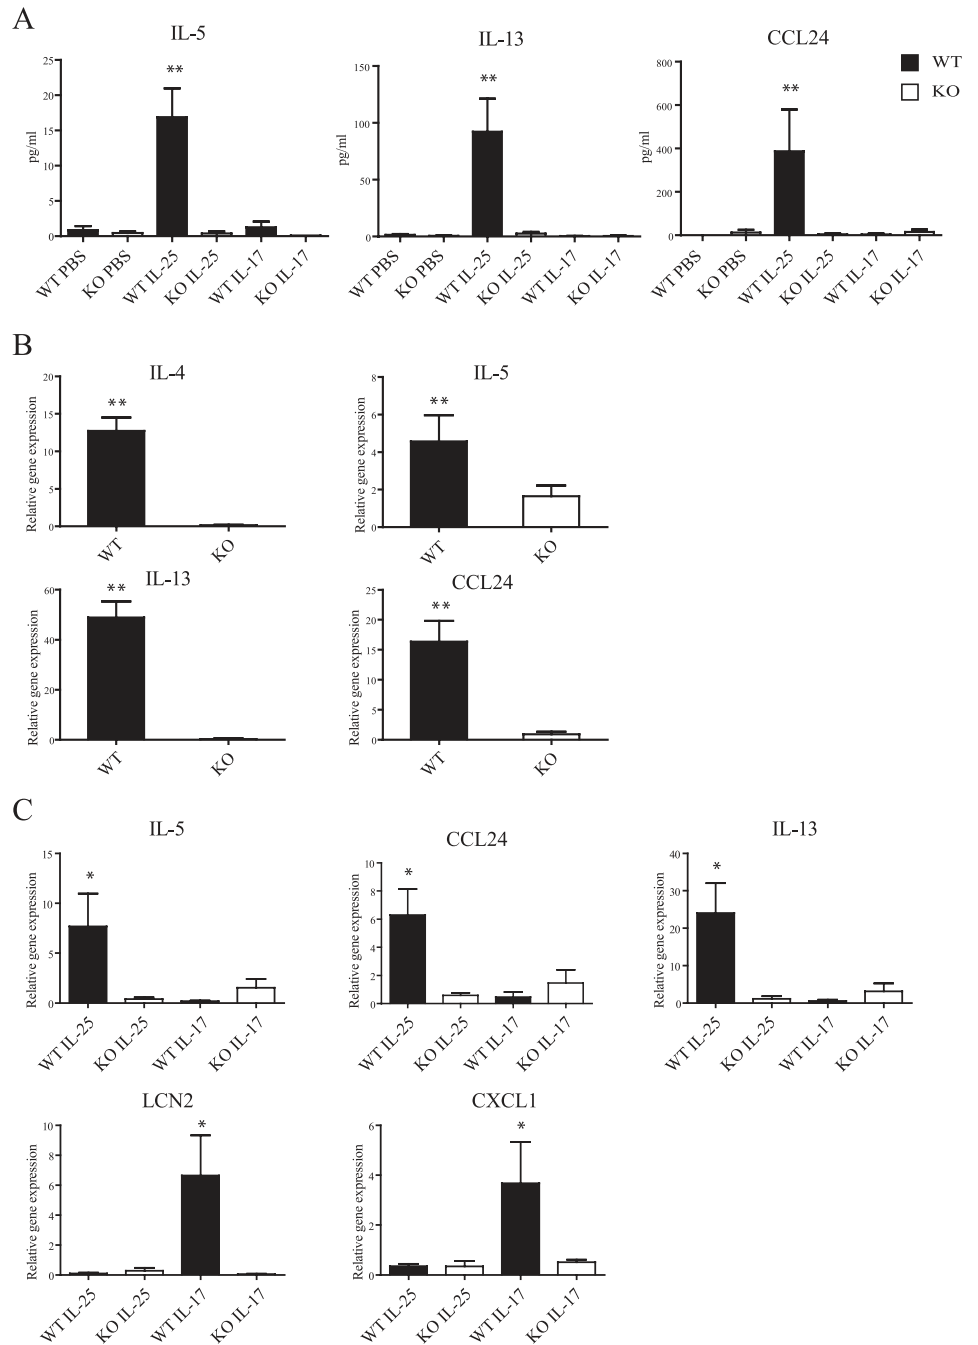 A
IL-5
IL-13
CCL24
WT
KO
pg/ml
25
20
15
10
5
0
**
WT PBS
KO PBS
WT IL-25
KO IL-25
WT IL-17
KO IL-17
pg/ml
150
100
50
0
**
WT PBS
KO PBS
WT IL-25
KO IL-25
WT IL-17
KO IL-17
pg/ml
800
600
400
200
0
**
WT PBS
KO PBS
WT IL-25
KO IL-25
WT IL-17
KO IL-17
B
IL-4
Relative gene expression
20
15
10
5
0
**
WT
KO
IL-5
Relative gene expression
8
6
4
2
0
**
WT
KO
IL-13
Relative gene expression
60
40
20
0
**
WT
KO
CCL24
Relative gene expression
25
20
15
10
5
0
**
WT
KO
C
IL-5
Relative gene expression
15
10
5
0
*
WT IL-25
KO IL-25
WT IL-17
KO IL-17
CCL24
Relative gene expression
10
8
6
4
2
0
*
WT IL-25
KO IL-25
WT IL-17
KO IL-17
IL-13
Relative gene expression
40
30
20
10
0
*
WT IL-25
KO IL-25
WT IL-17
KO IL-17
LCN2
Relative gene expression
10
8
6
4
2
0
*
WT IL-25
KO IL-25
WT IL-17
KO IL-17
CXCL1
Relative gene expression
6
4
2
0
*
WT IL-25
KO IL-25
WT IL-17
KO IL-17